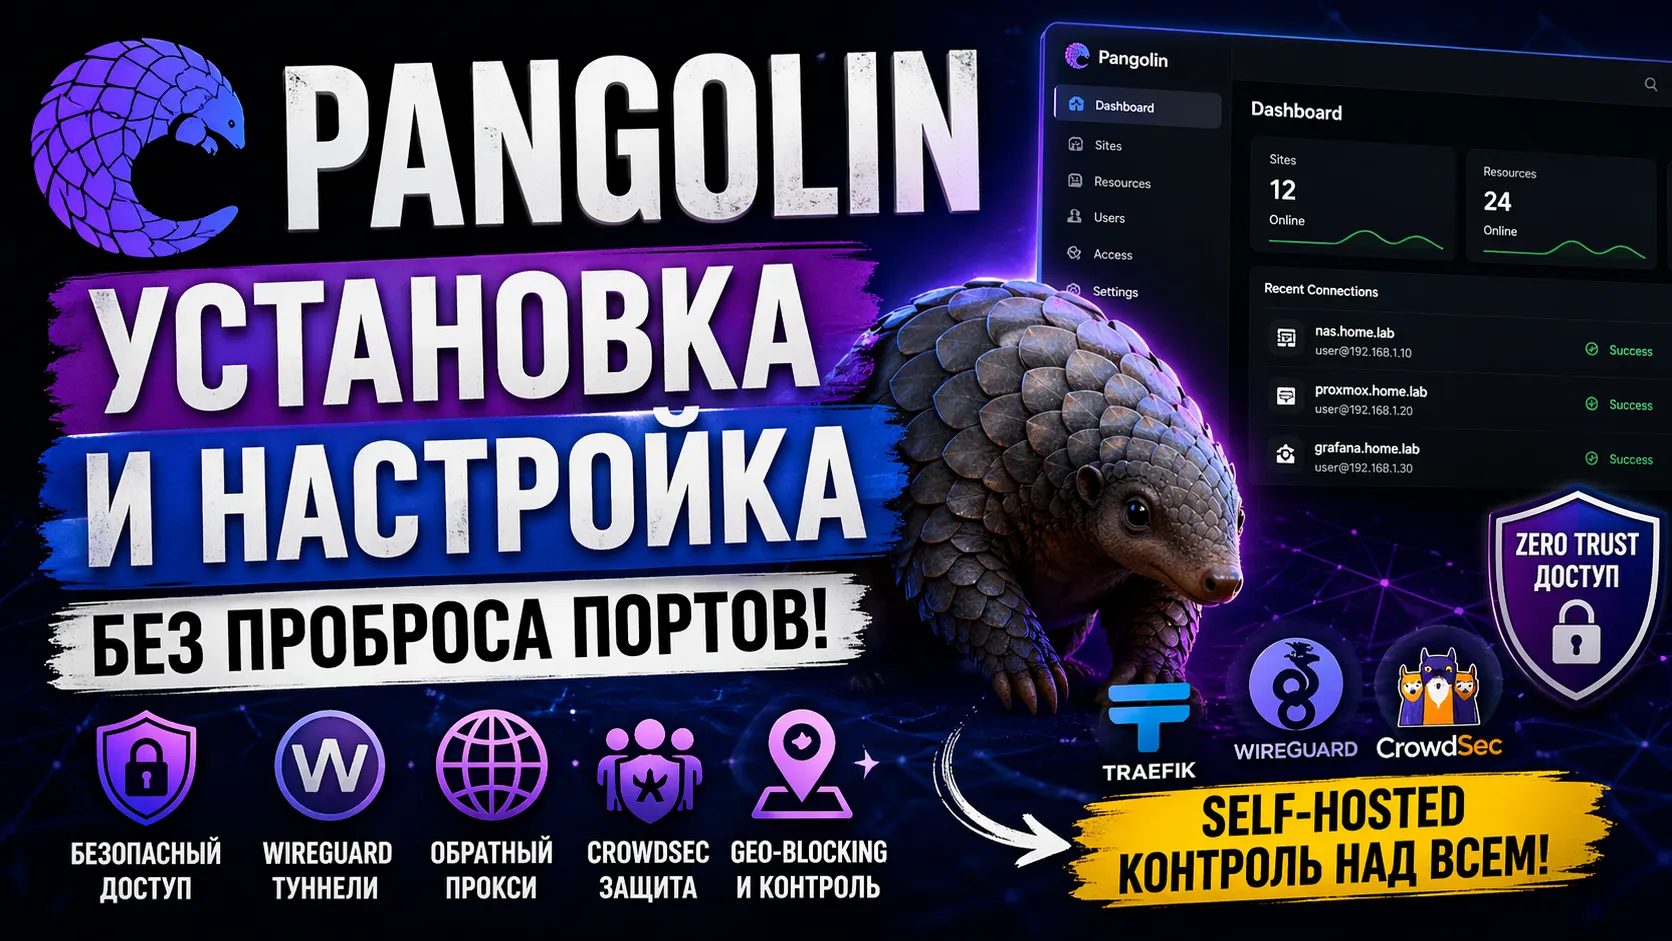 PANGOLIN
УСТАНОВКА
И НАСТРОЙКА
БЕЗ ПРОБРОСА ПОРТОВ!
W
БЕЗОПАСНЫЙ
ДОСТУП
WIREGUARD
ТУННЕЛИ
ОБРАТНЫЙ
ПРОКСИ
CROWDSEC
ЗАЩИТА
GEO-BLOCKING
И КОНТРОЛЬ
Pangolin
Dashboard
Sites
Resources
Users
Access
Settings
Dashboard
Sites
12
Online
Resources
24
Online
Recent Connections
nas.home.lab
user@192.168.1.10
Success
proxmox.home.lab
user@192.168.1.20
Success
grafana.home.lab
user@192.168.1.30
Success
ZERO TRUST
ДОСТУП
TRAEFIK
WIREGUARD
CrowdSec
SELF-HOSTED
КОНТРОЛЬ НАД ВСЕМ!